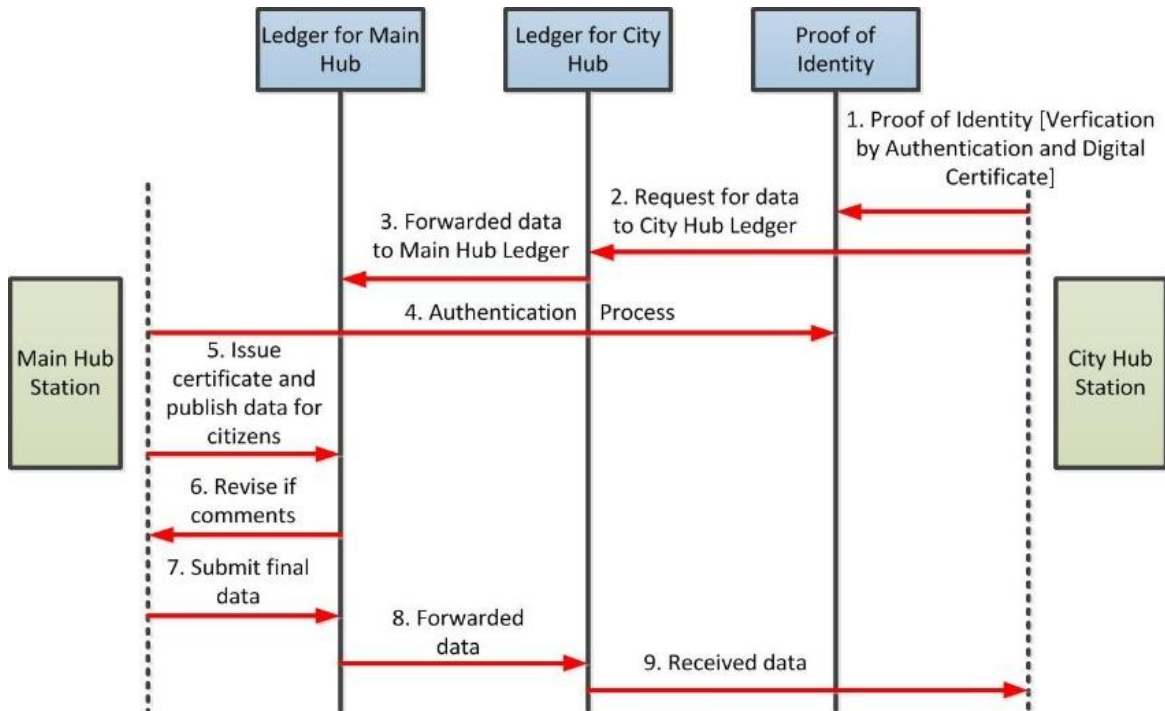 Ledger for Main
Hub
Ledger for City
Hub
Proof of
Identity
1. Proof of Identity [Verfication
by Authentication and Digital
Certificate]
2. Request for data
to City Hub Ledger
3. Forwarded data
to Main Hub Ledger
4. Authentication Process
Main Hub
Station
City Hub
Station
5. Issue
certificate and
publish data for
citizens
6. Revise if
comments
7. Submit final
data
8. Forwarded
data
9. Received data